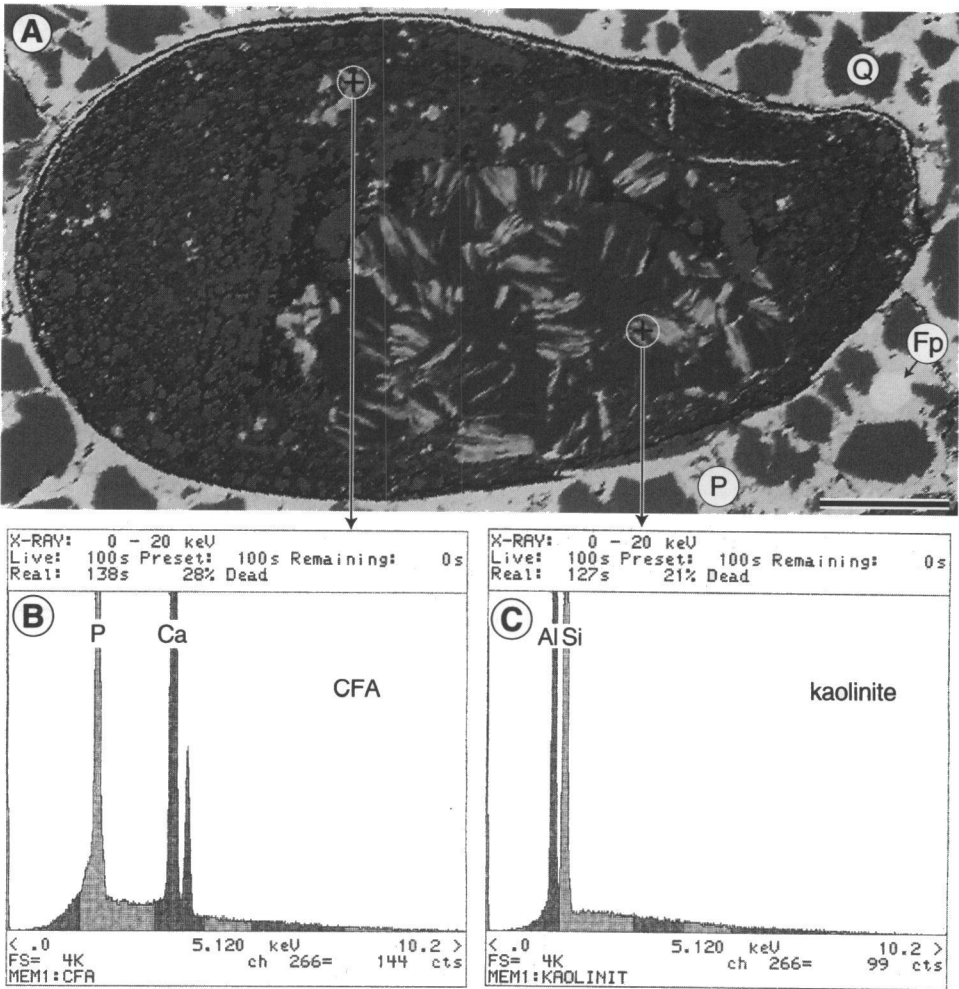 A
Q
Fp
P
X-RAY: 0 - 20 keV
Live: 100s Preset: 100s Remaining: 0s
Real: 138s 28% Dead
B
P
Ca
CFA
< .0 5.120 keV 10.2 >
FS= 4K ch 266= 144 cts
MEM1:CFA
X-RAY: 0 - 20 keV
Live: 100s Preset: 100s Remaining: 0s
Real: 127s 21% Dead
C
Al
Si
kaolinite
< .0 5.120 keV 10.2 >
FS= 4K ch 266= 99 cts
MEM1:KAOLINIT